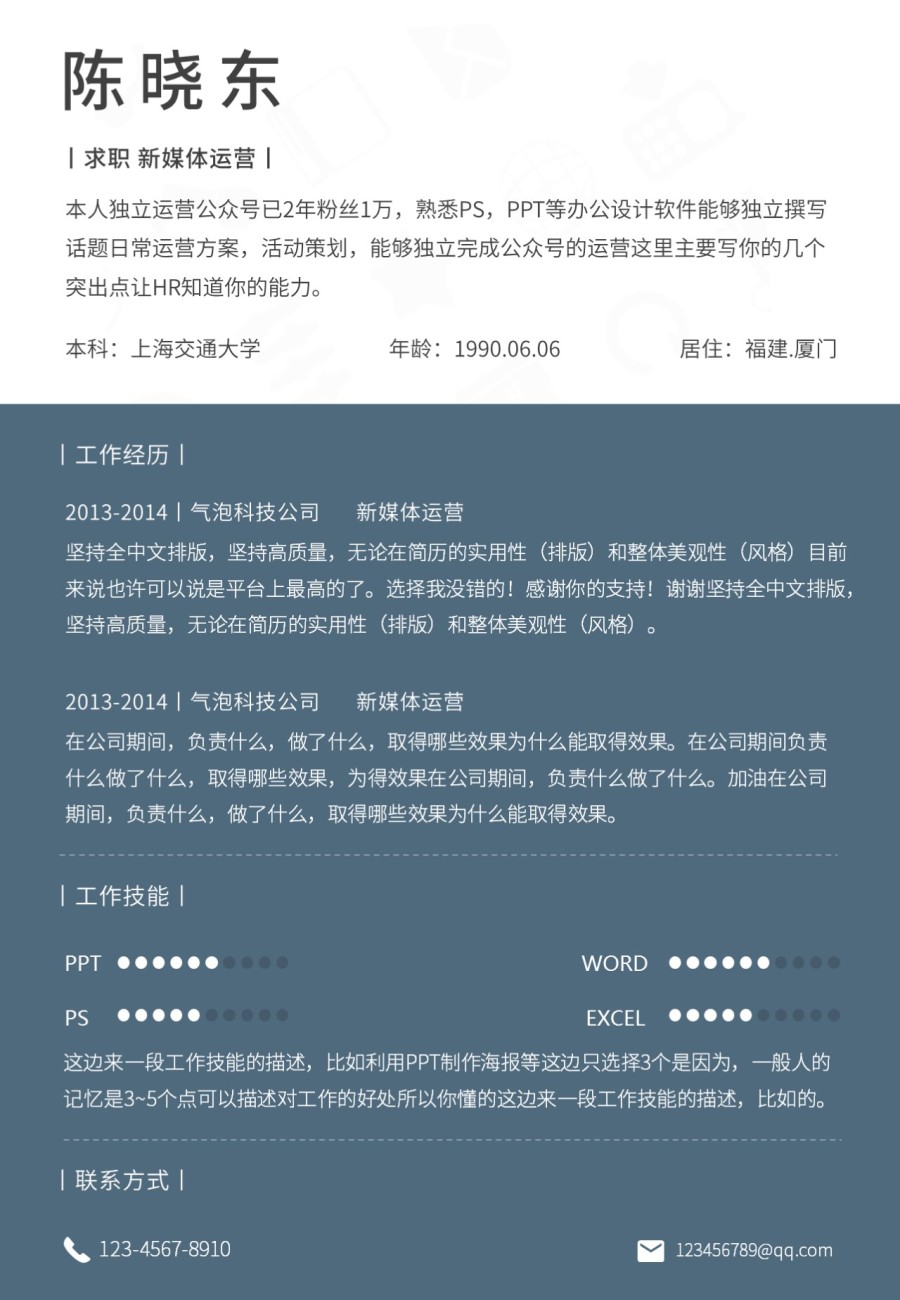 陈晓东
| 求职 新媒体运营 |
本人独立运营公众号已2年粉丝1万，熟悉PS，PPT等办公设计软件能够独立撰写
话题日常运营方案，活动策划，能够独立完成公众号的运营这里主要写你的几个
突出点让HR知道你的能力。
本科：上海交通大学 年龄：1990.06.06 居住：福建.厦门
| 工作经历 |
2013-2014 | 气泡科技公司 新媒体运营
坚持全中文排版，坚持高质量，无论在简历的实用性（排版）和整体美观性（风格）目前
来说也许可以说是平台上最高的了。选择我没错的！感谢你的支持！谢谢坚持全中文排版，
坚持高质量，无论在简历的实用性（排版）和整体美观性（风格）。
2013-2014 | 气泡科技公司 新媒体运营
在公司期间，负责什么，做了什么，取得哪些效果为什么能取得效果。在公司期间负责
什么做了什么，取得哪些效果，为得效果在公司期间，负责什么做了什么。加油在公司
期间，负责什么，做了什么，取得哪些效果为什么能取得效果。
| 工作技能 |
PPT WORD
PS EXCEL
这边来一段工作技能的描述，比如利用PPT制作海报等这边只选择3个是因为，一般人的
记忆是3~5个点可以描述对工作的好处所以你懂的这边来一段工作技能的描述，比如的。
| 联系方式 |
123-4567-8910 123456789@qq.com